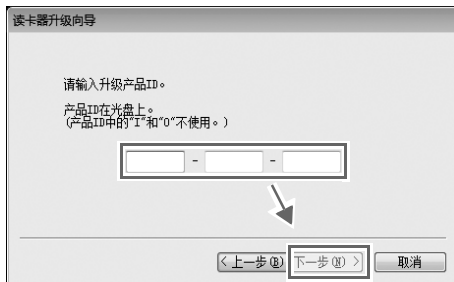 读卡器升级向导
请输入升级产品ID。
产品ID在光盘上。
(产品ID中的"I"和"O"不使用。)
- -
<上一步(B) 下一步(N)> 取消